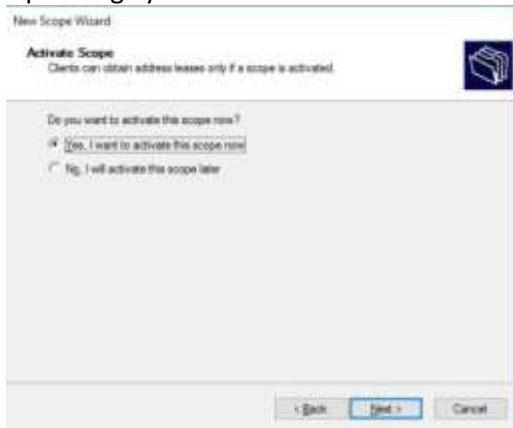 New Scope Wizard
Activate Scope
Clients can obtain address leases only if a scope is activated.
Do you want to activate this scope now?
Yes, I want to activate this scope now
No, I will activate this scope later
< Back Next > Cancel